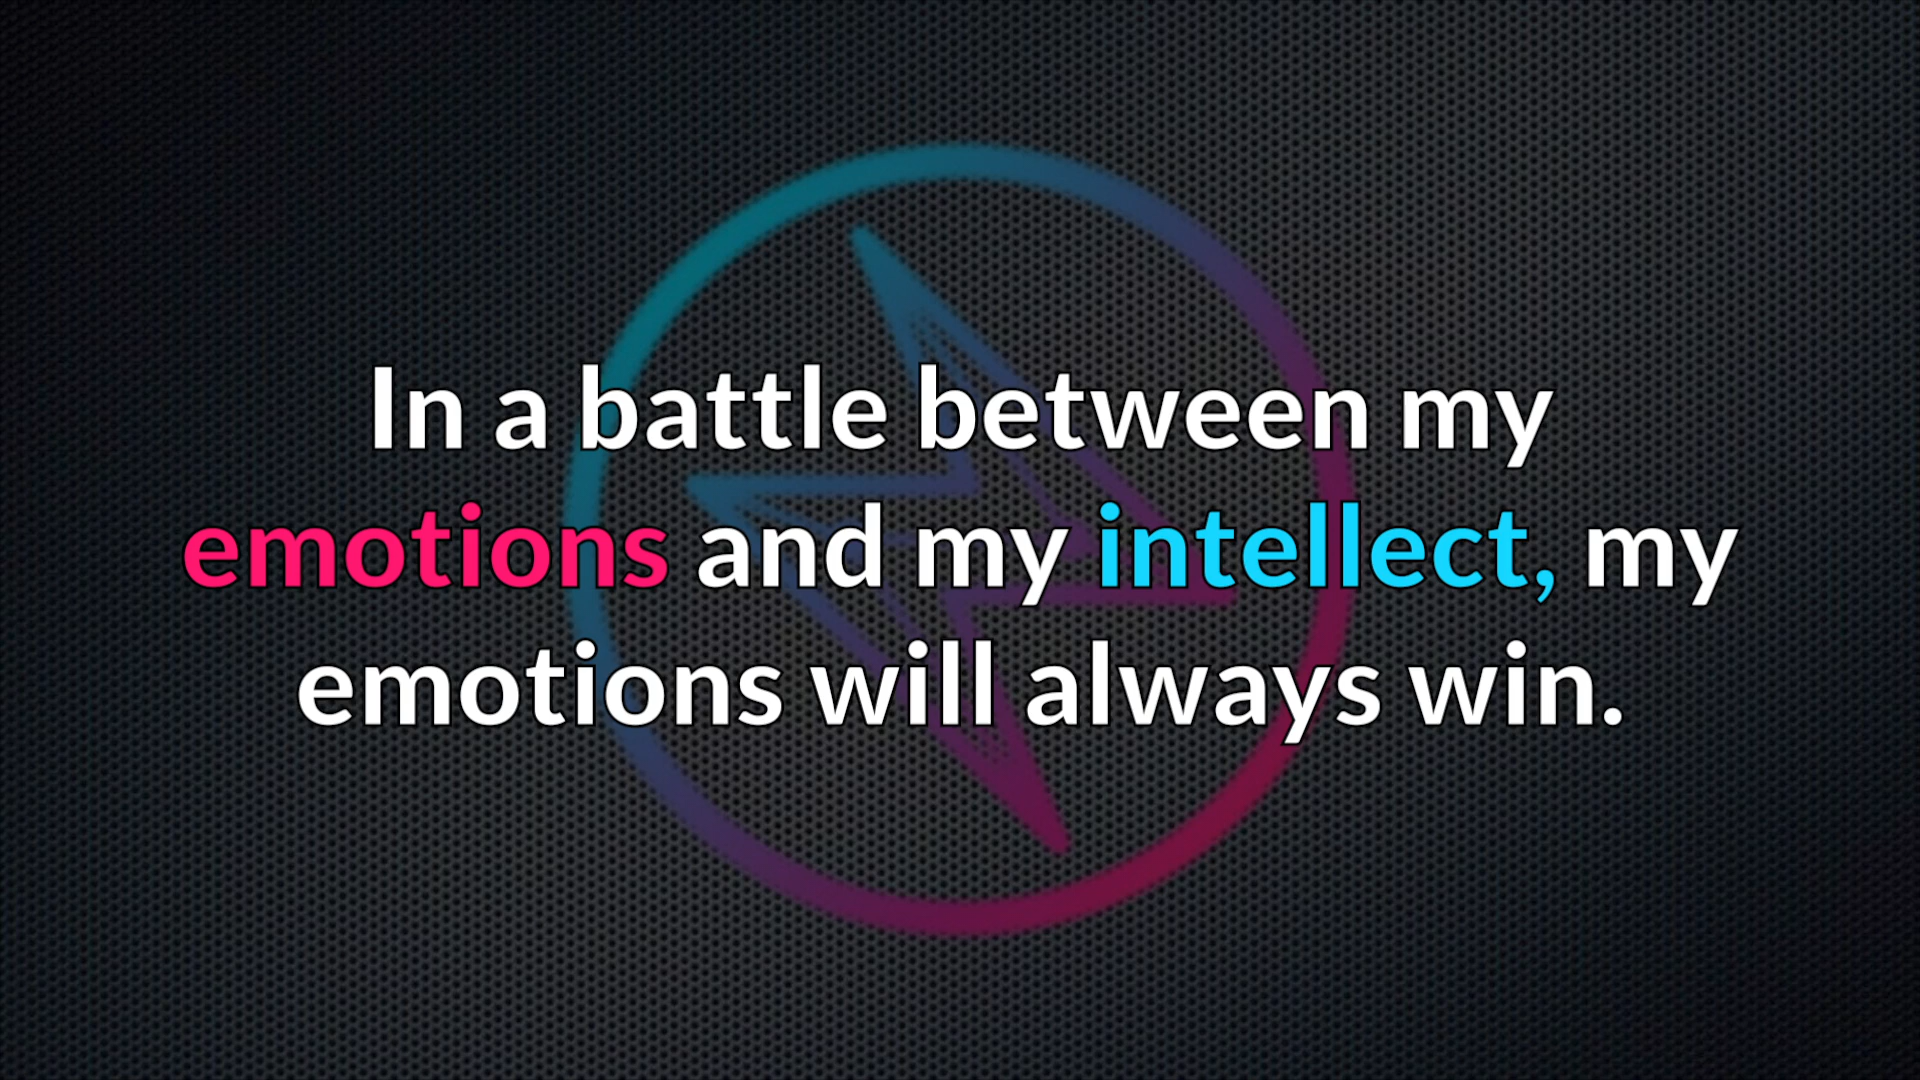 In a battle between my
emotions and my intellect, my
emotions will always win.